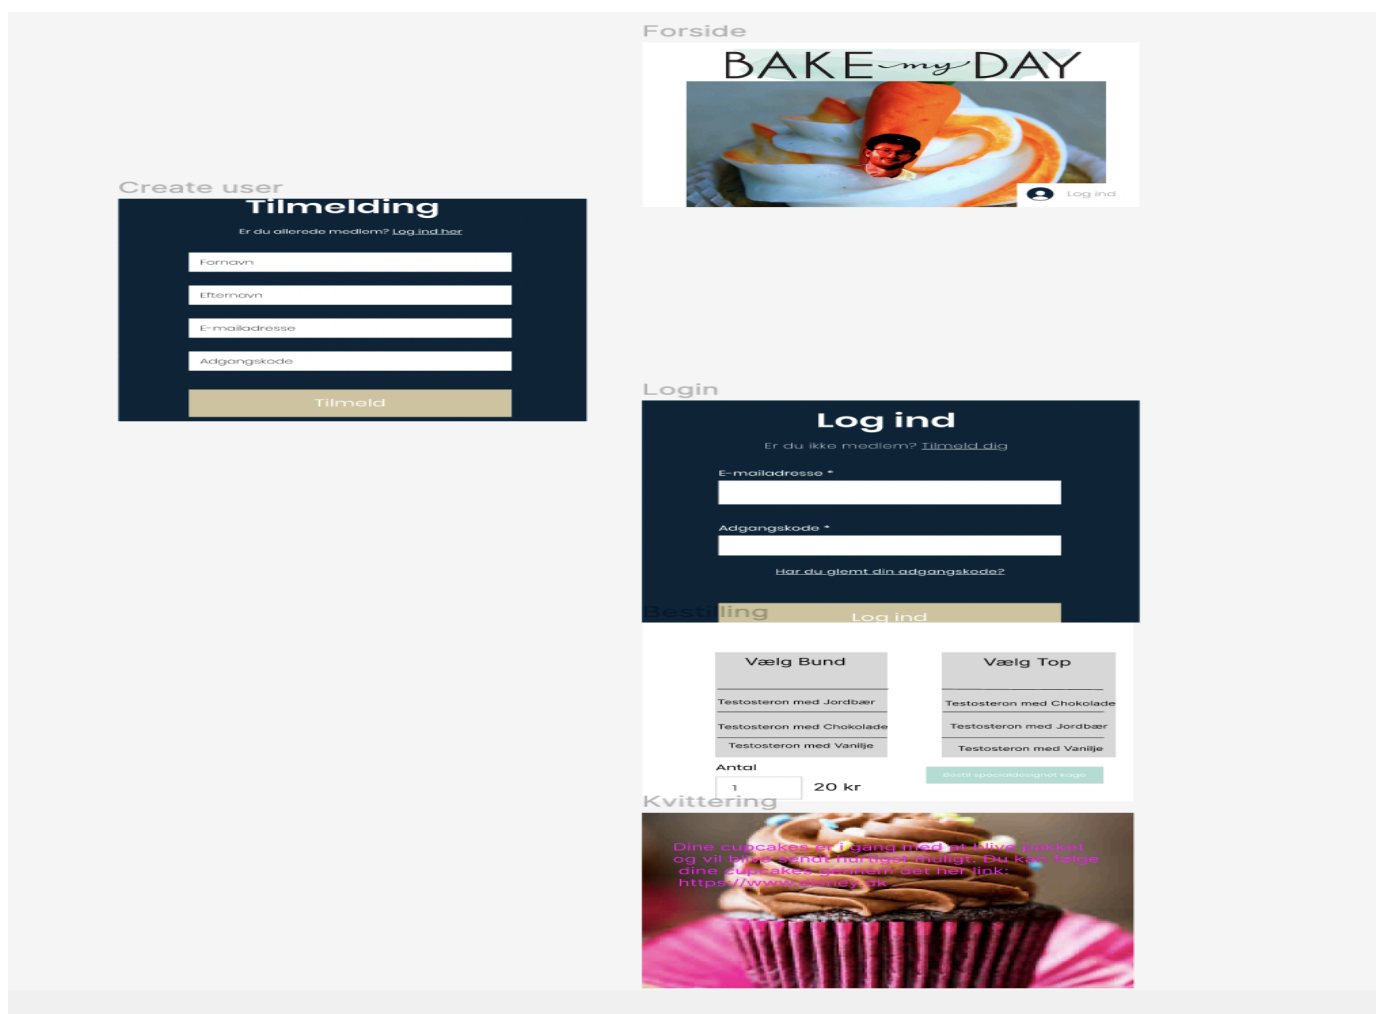 Forside
BAKE my DAY
Log ind
Create user
Tilmelding
Er du allerede medlem? Log ind her
Fornavn
Efternavn
E-mailadresse
Adgangskode
Tilmeld
Login
Log ind
Er du ikke medlem? Tilmeld dig
E-mailadresse *
Adgangskode *
Har du glemt din adgangskode?
Log ind
Bestilling
Vælg Bund
Testosteron med Jordbær
Testosteron med Chokolade
Testosteron med Vanilje
Vælg Top
Testosteron med Chokolade
Testosteron med Jordbær
Testosteron med Vanilje
Antal
1
20 kr
Bestil specialdesignet kage
Kvittering
Dine cupcakes er i gang med at blive pakket,
og vil blive sendt hurtigst muligt. Du kan følge
dine cupcakes gennem det her link:
https://www.disney.dk